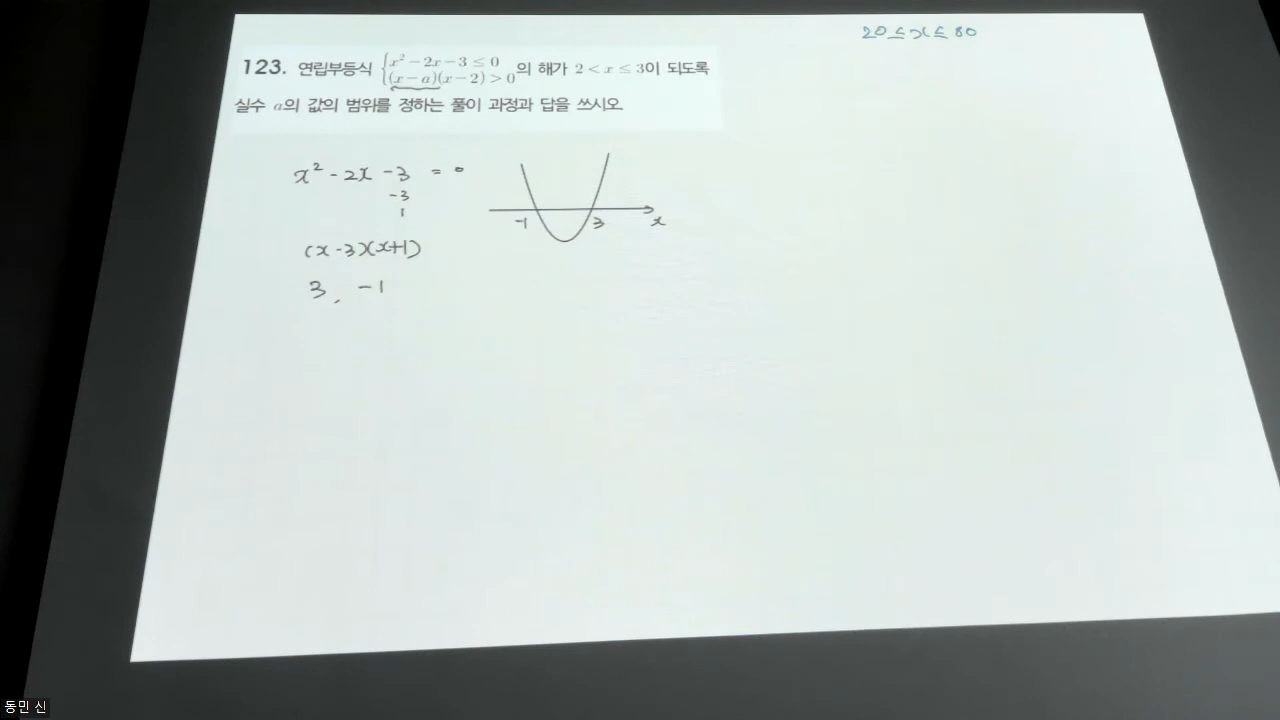 20 ≤ x ≤ 80
123. 연립부등식 { x² - 2x - 3 ≤ 0
(x - a)(x - 2) > 0 의 해가 2 < x ≤ 3이 되도록
실수 a의 값의 범위를 정하는 풀이 과정과 답을 쓰시오.
x² - 2x - 3 = 0
-3
1
(x - 3)(x + 1)
3, -1
-1 3 x
동민 신